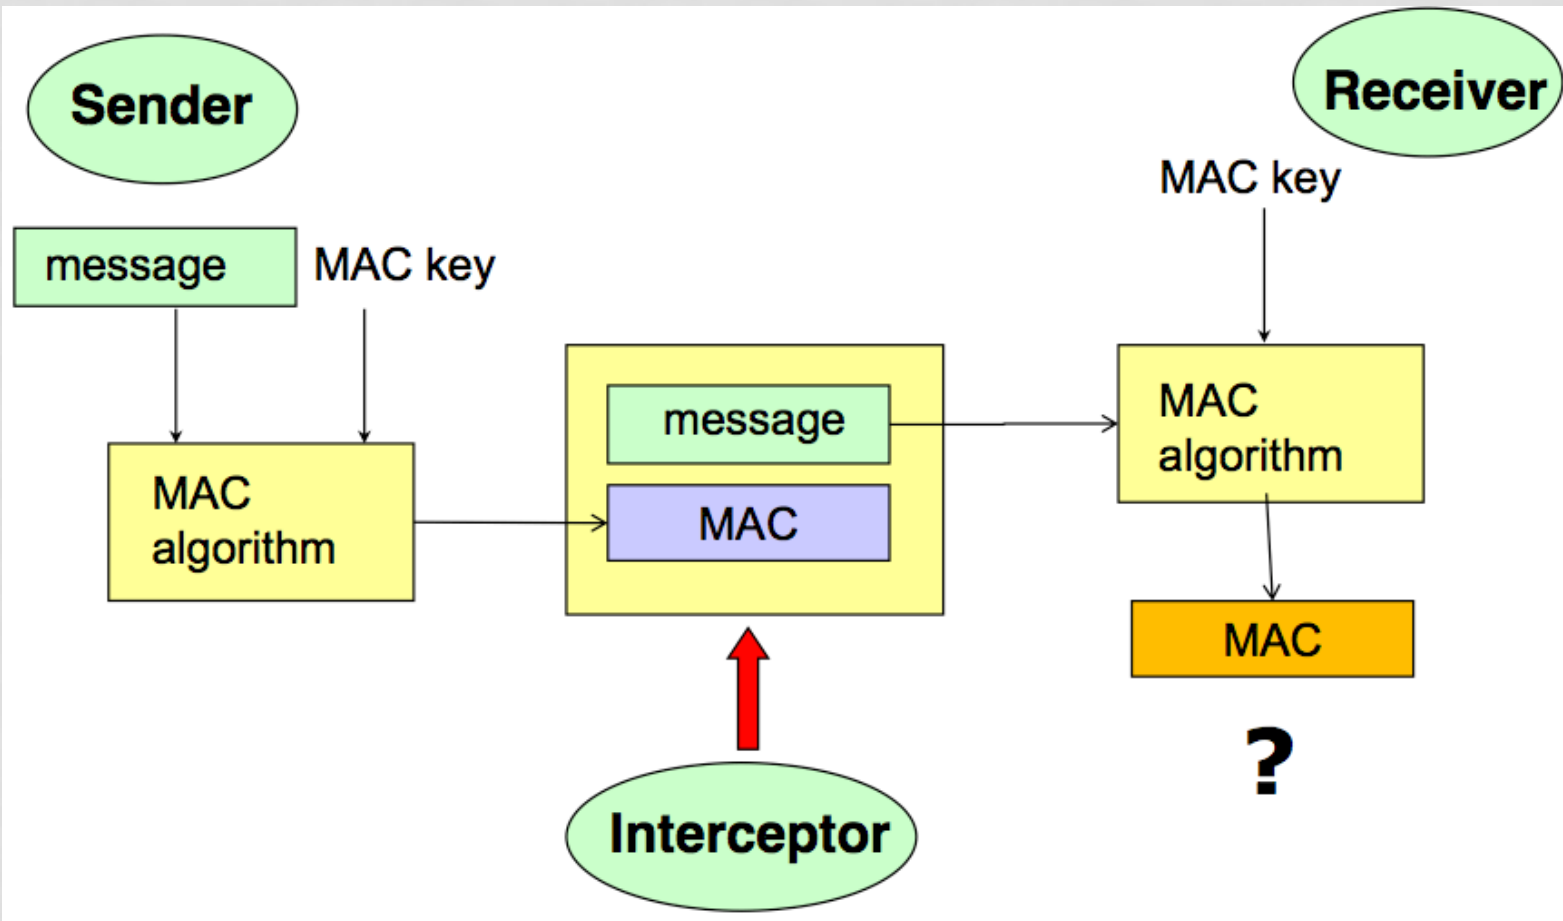 Sender
Receiver
MAC key
message
MAC key
message
MAC
algorithm
MAC
algorithm
MAC
MAC
?
Interceptor